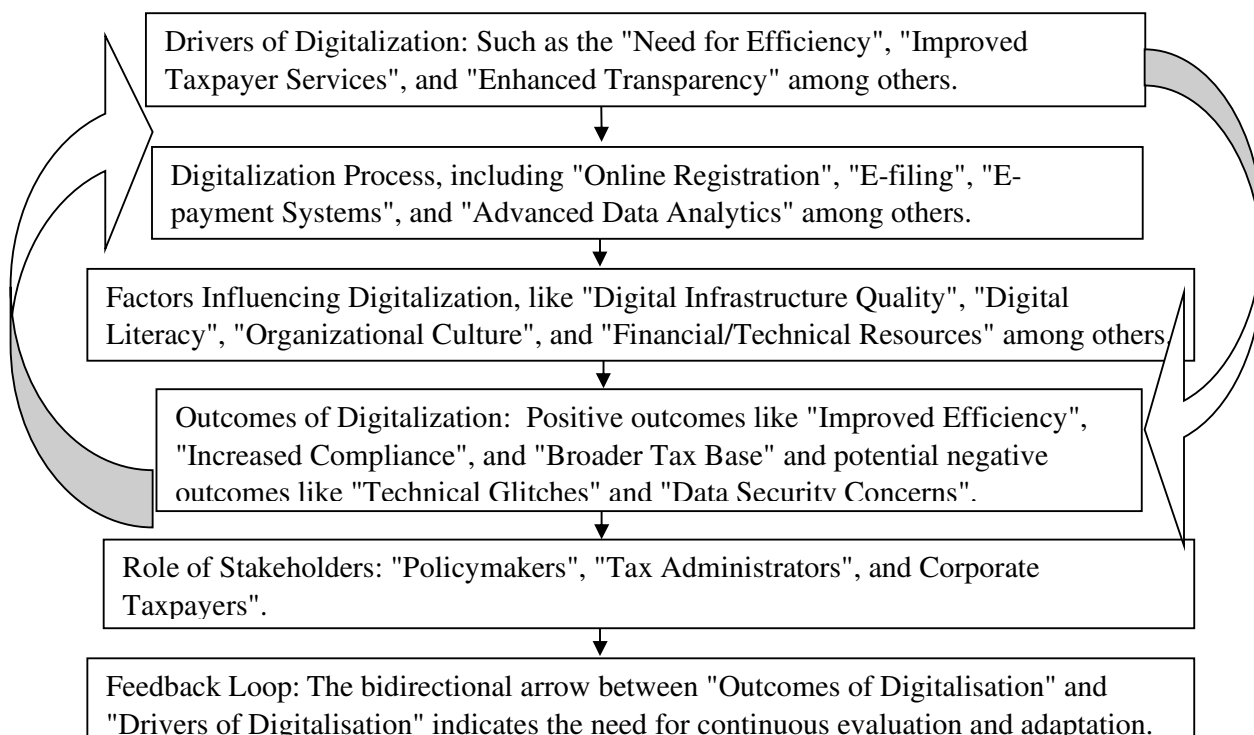 Drivers of Digitalization: Such as the "Need for Efficiency", "Improved
Taxpayer Services", and "Enhanced Transparency" among others.
Digitalization Process, including "Online Registration", "E-filing", "E-
payment Systems", and "Advanced Data Analytics" among others.
Factors Influencing Digitalization, like "Digital Infrastructure Quality", "Digital
Literacy", "Organizational Culture", and "Financial/Technical Resources" among others.
Outcomes of Digitalization:  Positive outcomes like "Improved Efficiency",
"Increased Compliance", and "Broader Tax Base" and potential negative
outcomes like "Technical Glitches" and "Data Security Concerns".
Role of Stakeholders: "Policymakers", "Tax Administrators", and Corporate
Taxpayers".
Feedback Loop: The bidirectional arrow between "Outcomes of Digitalisation" and
"Drivers of Digitalisation" indicates the need for continuous evaluation and adaptation.